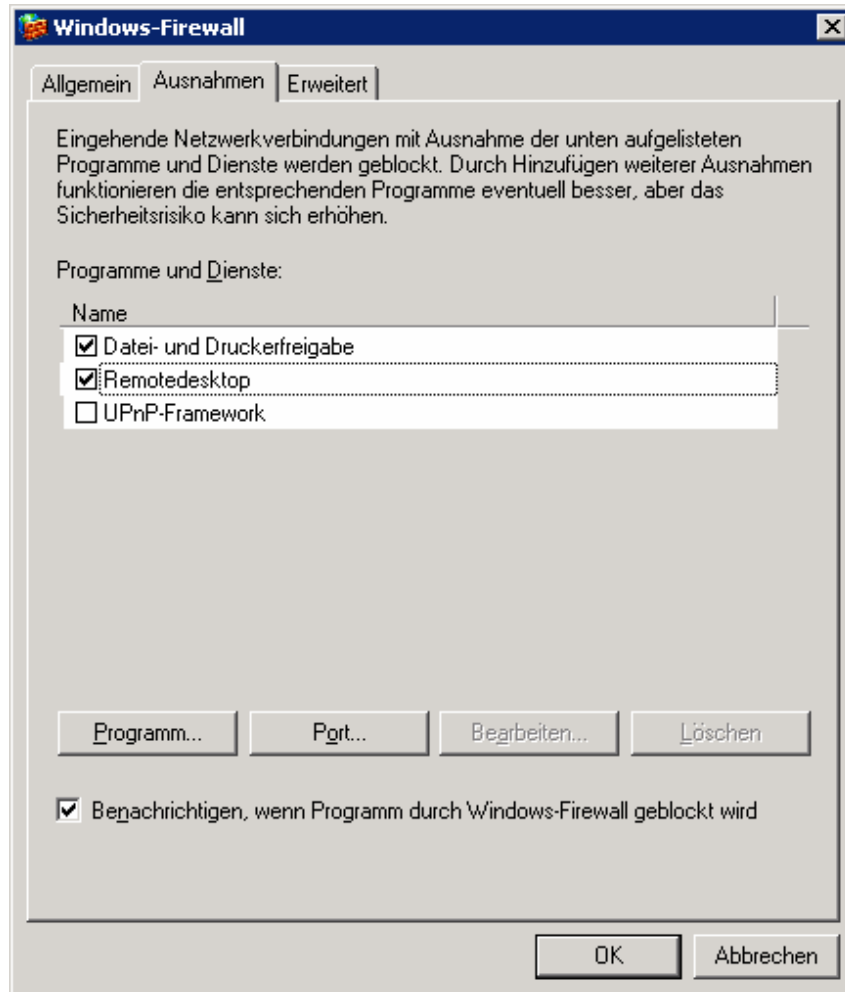 Windows-Firewall
Allgemein Ausnahmen Erweitert
Eingehende Netzwerkverbindungen mit Ausnahme der unten aufgelisteten
Programme und Dienste werden geblockt. Durch Hinzufügen weiterer Ausnahmen
funktionieren die entsprechenden Programme eventuell besser, aber das
Sicherheitsrisiko kann sich erhöhen.
Programme und Dienste:
Name
Datei- und Druckerfreigabe
Remotedesktop
UPnP-Framework
Programm... Port... Bearbeiten... Löschen
Benachrichtigen, wenn Programm durch Windows-Firewall geblockt wird
OK Abbrechen